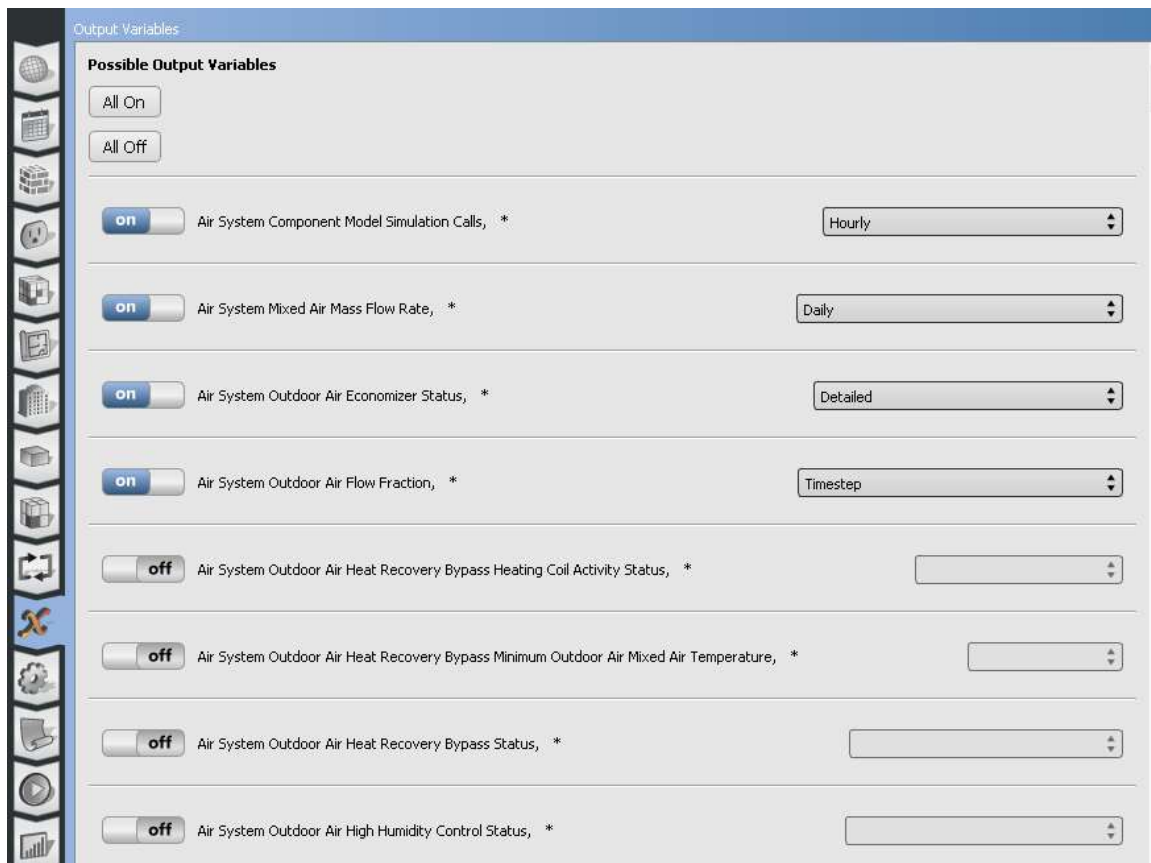 Output Variables
Possible Output Variables
All On
All Off
on Air System Component Model Simulation Calls, * Hourly
on Air System Mixed Air Mass Flow Rate, * Daily
on Air System Outdoor Air Economizer Status, * Detailed
on Air System Outdoor Air Flow Fraction, * Timestep
off Air System Outdoor Air Heat Recovery Bypass Heating Coil Activity Status, *
off Air System Outdoor Air Heat Recovery Bypass Minimum Outdoor Air Mixed Air Temperature, *
off Air System Outdoor Air Heat Recovery Bypass Status, *
off Air System Outdoor Air High Humidity Control Status, *